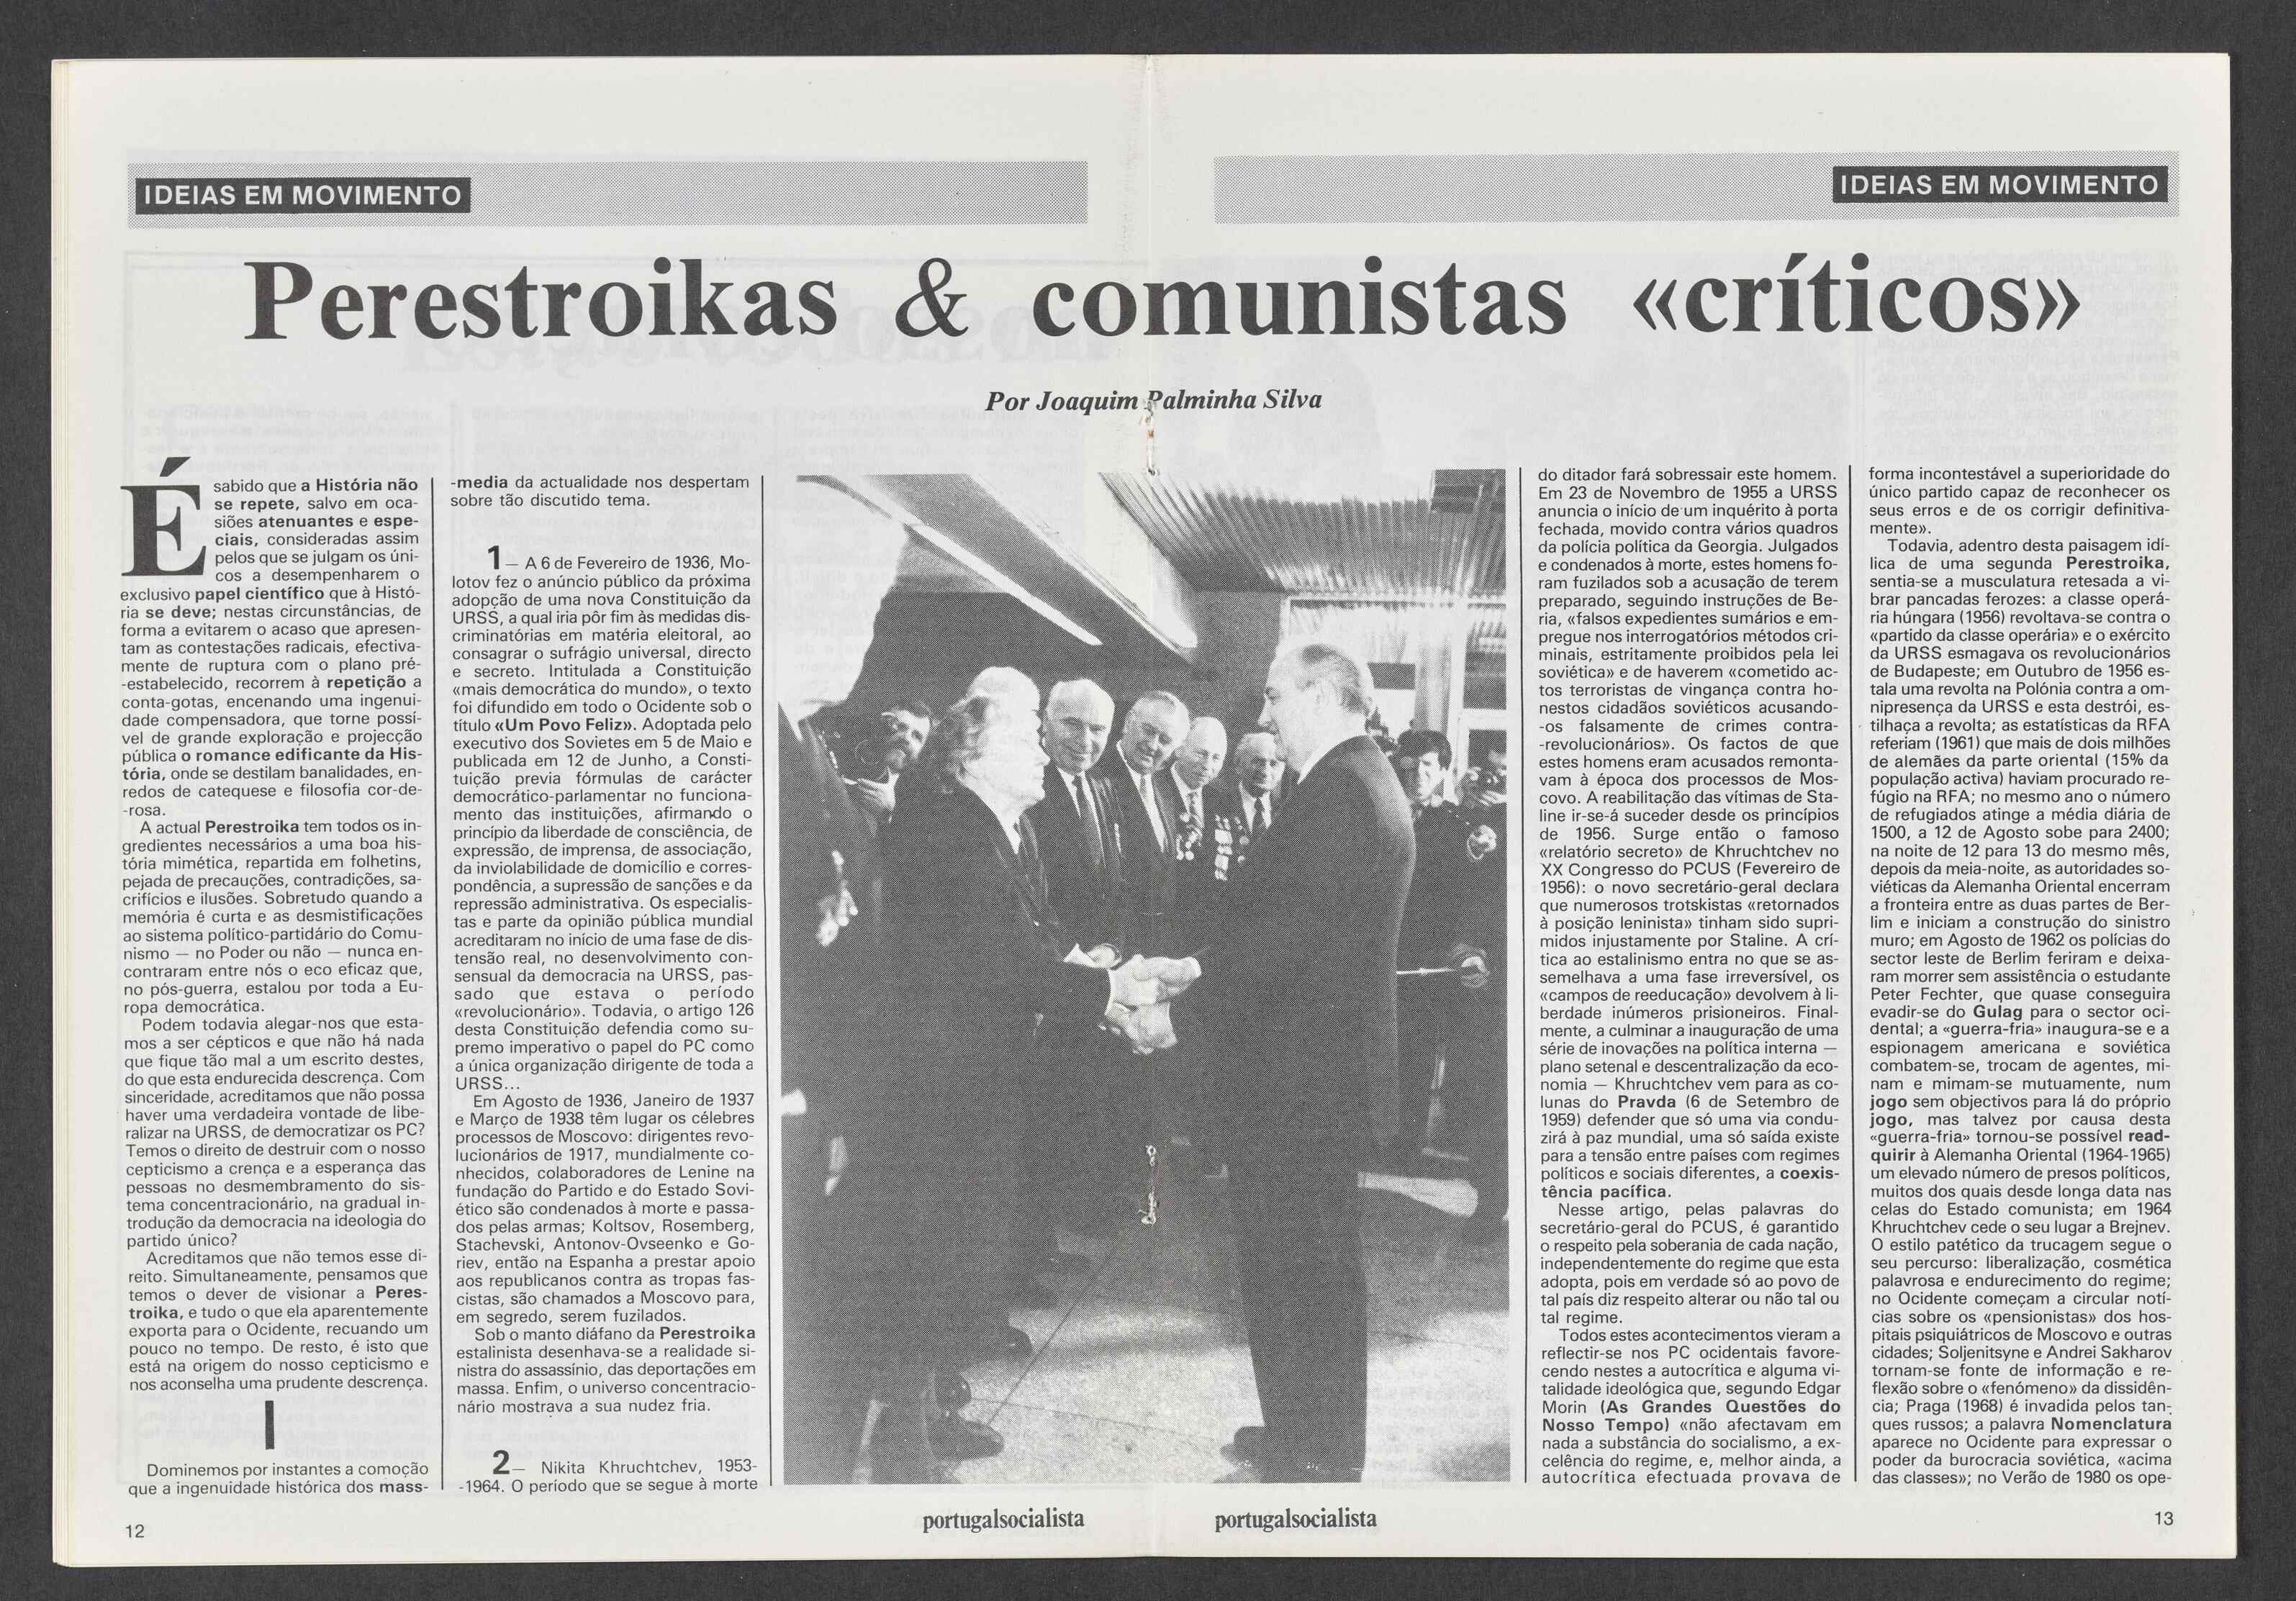 IDEIAS EM MOVIMENTO
IDEIAS EM MOVIMENTO
Perestroikas & comunistas «críticos»
Por Joaquim Palminha Silva
É sabido que a História não
se repete, salvo em oca-
siões atenuantes e espe-
ciais, consideradas assim
pelos que se julgam os úni-
cos a desempenharem o
exclusivo papel científico que à Histó-
ria se deve; nestas circunstâncias, de
forma a evitarem o acaso que apresen-
tam as contestações radicais, efectiva-
mente de ruptura com o plano pré-
-estabelecido, recorrem à repetição a
conta-gotas, encenando uma ingenui-
dade compensadora, que torne possí-
vel de grande exploração e projecção
pública o romance edificante da His-
tória, onde se destilam banalidades, en-
redos de catequese e filosofia cor-de-
-rosa.
A actual Perestroika tem todos os in-
gredientes necessários a uma boa his-
tória mimética, repartida em folhetins,
pejada de precauções, contradições, sa-
crifícios e ilusões. Sobretudo quando a
memória é curta e as desmistificações
ao sistema político-partidário do Comu-
nismo — no Poder ou não — nunca en-
contraram entre nós o eco eficaz que,
no pós-guerra, estalou por toda a Eu-
ropa democrática.
Podem todavia alegar-nos que esta-
mos a ser cépticos e que não há nada
que fique tão mal a um escrito destes,
do que esta endurecida descrença. Com
sinceridade, acreditamos que não possa
haver uma verdadeira vontade de libe-
ralizar na URSS, de democratizar os PC?
Temos o direito de destruir com o nosso
cepticismo a crença e a esperança das
pessoas no desmembramento do sis-
tema concentracionário, na gradual in-
trodução da democracia na ideologia do
partido único?
Acreditamos que não temos esse di-
reito. Simultaneamente, pensamos que
temos o dever de visionar a Peres-
troika, e tudo o que ela aparentemente
exporta para o Ocidente, recuando um
pouco no tempo. De resto, é isto que
está na origem do nosso cepticismo e
nos aconselha uma prudente descrença.
I
Dominemos por instantes a comoção
que a ingenuidade histórica dos mass-
-media da actualidade nos despertam
sobre tão discutido tema.
1 — A 6 de Fevereiro de 1936, Mo-
lotov fez o anúncio público da próxima
adopção de uma nova Constituição da
URSS, a qual iria pôr fim às medidas dis-
criminatórias em matéria eleitoral, ao
consagrar o sufrágio universal, directo
e secreto. Intitulada a Constituição
«mais democrática do mundo», o texto
foi difundido em todo o Ocidente sob o
título «Um Povo Feliz». Adoptada pelo
executivo dos Sovietes em 5 de Maio e
publicada em 12 de Junho, a Consti-
tuição previa fórmulas de carácter
democrático-parlamentar no funciona-
mento das instituições, afirmando o
princípio da liberdade de consciência, de
expressão, de imprensa, de associação,
da inviolabilidade de domicílio e corres-
pondência, a supressão de sanções e da
repressão administrativa. Os especialis-
tas e parte da opinião pública mundial
acreditaram no início de uma fase de dis-
tensão real, no desenvolvimento con-
sensual da democracia na URSS, pas-
sado que estava o período
«revolucionário». Todavia, o artigo 126
desta Constituição defendia como su-
premo imperativo o papel do PC como
a única organização dirigente de toda a
URSS...
Em Agosto de 1936, Janeiro de 1937
e Março de 1938 têm lugar os célebres
processos de Moscovo: dirigentes revo-
lucionários de 1917, mundialmente co-
nhecidos, colaboradores de Lenine na
fundação do Partido e do Estado Sovi-
ético são condenados à morte e passa-
dos pelas armas; Koltsov, Rosemberg,
Stachevski, Antonov-Ovseenko e Go-
riev, então na Espanha a prestar apoio
aos republicanos contra as tropas fas-
cistas, são chamados a Moscovo para,
em segredo, serem fuzilados.
Sob o manto diáfano da Perestroika
estalinista desenhava-se a realidade si-
nistra do assassínio, das deportações em
massa. Enfim, o universo concentracio-
nário mostrava a sua nudez fria.
2 — Nikita Khruchtchev, 1953-
-1964. O período que se segue à morte
do ditador fará sobressair este homem.
Em 23 de Novembro de 1955 a URSS
anuncia o início de um inquérito à porta
fechada, movido contra vários quadros
da polícia política da Georgia. Julgados
e condenados à morte, estes homens fo-
ram fuzilados sob a acusação de terem
preparado, seguindo instruções de Be-
ria, «falsos expedientes sumários e em-
pregue nos interrogatórios métodos cri-
minais, estritamente proibidos pela lei
soviética» e de haverem «cometido ac-
tos terroristas de vingança contra ho-
nestos cidadãos soviéticos acusando-
-os falsamente de crimes contra-
-revolucionários». Os factos de que
estes homens eram acusados remonta-
vam à época dos processos de Mos-
covo. A reabilitação das vítimas de Sta-
line ir-se-á suceder desde os princípios
de 1956. Surge então o famoso
«relatório secreto» de Khruchtchev no
XX Congresso do PCUS (Fevereiro de
1956): o novo secretário-geral declara
que numerosos trotskistas «retornados
à posição leninista» tinham sido supri-
midos injustamente por Staline. A crí-
tica ao estalinismo entra no que se as-
semelhava a uma fase irreversível, os
«campos de reeducação» devolvem à li-
berdade inúmeros prisioneiros. Final-
mente, a culminar a inauguração de uma
série de inovações na política interna —
plano setenal e descentralização da eco-
nomia — Khruchtchev vem para as co-
lunas do Pravda (6 de Setembro de
1959) defender que só uma via condu-
zirá à paz mundial, uma só saída existe
para a tensão entre países com regimes
políticos e sociais diferentes, a coexis-
tência pacífica.
Nesse artigo, pelas palavras do
secretário-geral do PCUS, é garantido
o respeito pela soberania de cada nação,
independentemente do regime que esta
adopta, pois em verdade só ao povo de
tal país diz respeito alterar ou não tal ou
tal regime.
Todos estes acontecimentos vieram a
reflectir-se nos PC ocidentais favore-
cendo nestes a autocrítica e alguma vi-
talidade ideológica que, segundo Edgar
Morin (As Grandes Questões do
Nosso Tempo) «não afectavam em
nada a substância do socialismo, a ex-
celência do regime, e, melhor ainda, a
autocrítica efectuada provava de
forma incontestável a superioridade do
único partido capaz de reconhecer os
seus erros e de os corrigir definitiva-
mente».
Todavia, adentro desta paisagem idí-
lica de uma segunda Perestroika,
sentia-se a musculatura retesada a vi-
brar pancadas ferozes: a classe operá-
ria húngara (1956) revoltava-se contra o
«partido da classe operária» e o exército
da URSS esmagava os revolucionários
de Budapeste; em Outubro de 1956 es-
tala uma revolta na Polónia contra a om-
nipresença da URSS e esta destrói, es-
tilhaça a revolta; as estatísticas da RFA
referiam (1961) que mais de dois milhões
de alemães da parte oriental (15% da
população activa) haviam procurado re-
fúgio na RFA; no mesmo ano o número
de refugiados atinge a média diária de
1500, a 12 de Agosto sobe para 2400;
na noite de 12 para 13 do mesmo mês,
depois da meia-noite, as autoridades so-
viéticas da Alemanha Oriental encerram
a fronteira entre as duas partes de Ber-
lim e iniciam a construção do sinistro
muro; em Agosto de 1962 os polícias do
sector leste de Berlim feriram e deixa-
ram morrer sem assistência o estudante
Peter Fechter, que quase conseguira
evadir-se do Gulag para o sector oci-
dental; a «guerra-fria» inaugura-se e a
espionagem americana e soviética
combatem-se, trocam de agentes, mi-
nam e mimam-se mutuamente, num
jogo sem objectivos para lá do próprio
jogo, mas talvez por causa desta
«guerra-fria» tornou-se possível read-
quirir à Alemanha Oriental (1964-1965)
um elevado número de presos políticos,
muitos dos quais desde longa data nas
celas do Estado comunista; em 1964
Khruchtchev cede o seu lugar a Brejnev.
O estilo patético da trucagem segue o
seu percurso: liberalização, cosmética
palavrosa e endurecimento do regime;
no Ocidente começam a circular notí-
cias sobre os «pensionistas» dos hos-
pitais psiquiátricos de Moscovo e outras
cidades; Soljenitsyne e Andrei Sakharov
tornam-se fonte de informação e re-
flexão sobre o «fenómeno» da dissidên-
cia; Praga (1968) é invadida pelos tan-
ques russos; a palavra Nomenclatura
aparece no Ocidente para expressar o
poder da burocracia soviética, «acima
das classes»; no Verão de 1980 os ope-
12
portugalsocialista
portugalsocialista
13